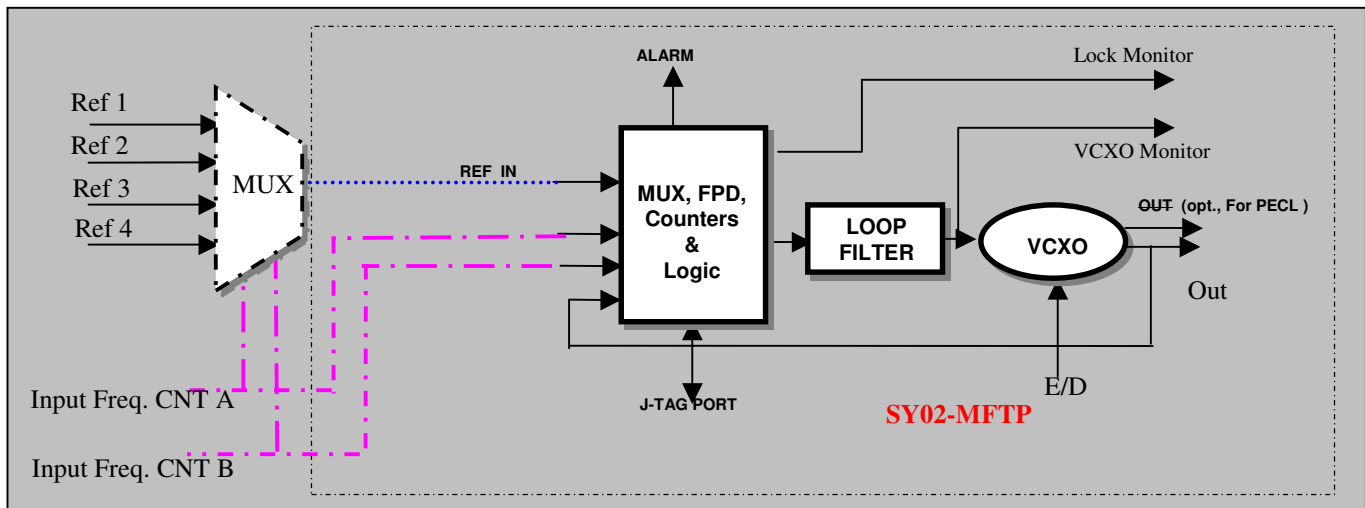 ALARM
Lock Monitor
Ref 1
Ref 2
Ref 3
Ref 4
MUX
REF IN
MUX, FPD,
Counters
&
Logic
LOOP
FILTER
VCXO Monitor
VCXO
OUT (opt., For PECL )
Out
E/D
Input Freq. CNT A
J-TAG PORT
SY02-MFTP
Input Freq. CNT B